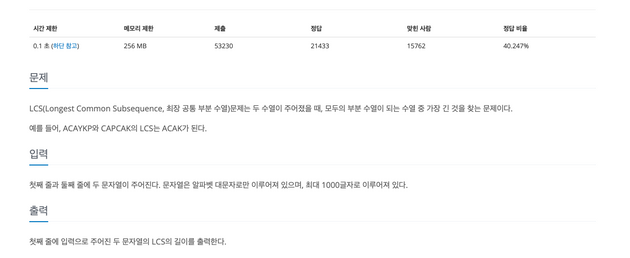 시간 제한 메모리 제한 제출 정답 맞힌 사람 정답 비율
0.1 초 (하단 참고) 256 MB 53230 21433 15762 40.247%
문제
LCS(Longest Common Subsequence, 최장 공통 부분 수열)문제는 두 수열이 주어졌을 때, 모두의 부분 수열이 되는 수열 중 가장 긴 것을 찾는 문제이다.
예를 들어, ACAYKP와 CAPCAK의 LCS는 ACAK가 된다.
입력
첫째 줄과 둘째 줄에 두 문자열이 주어진다. 문자열은 알파벳 대문자로만 이루어져 있으며, 최대 1000글자로 이루어져 있다.
출력
첫째 줄에 입력으로 주어진 두 문자열의 LCS의 길이를 출력한다.